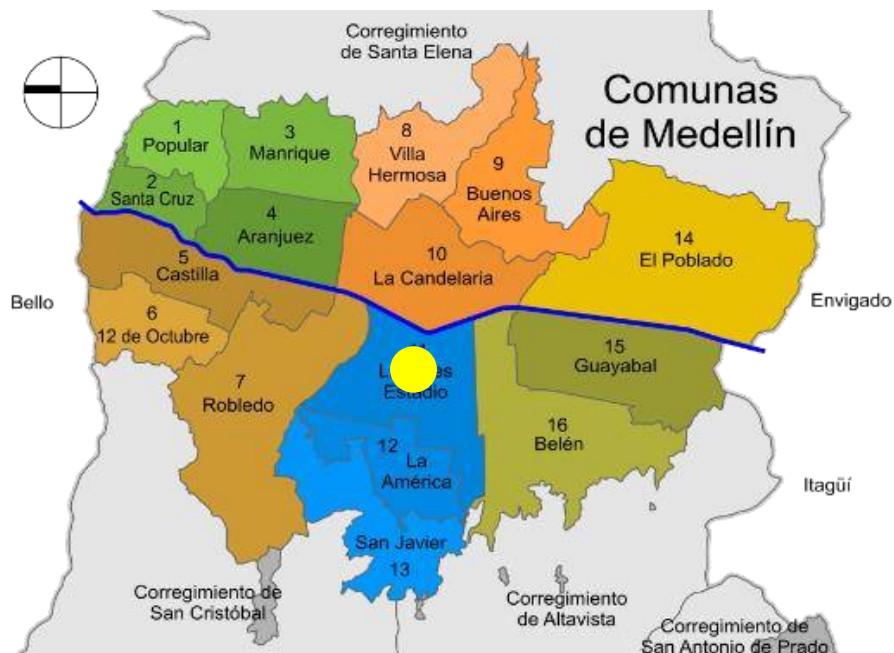 Corregimiento
de Santa Elena
Comunas
de Medellín
1
Popular
3
Manrique
8
Villa
Hermosa
9
Buenos
Aires
2
Santa Cruz
4
Aranjuez
10
La Candelaria
14
El Poblado
5
Castilla
Bello
Envigado
6
12 de Octubre
7
Robledo
Estadio
15
Guayabal
16
Belén
12
La
América
Itagüí
San Javier
13
Corregimiento de
San Cristóbal
Corregimiento
de Altavista
Corregimiento de
San Antonio de Prado